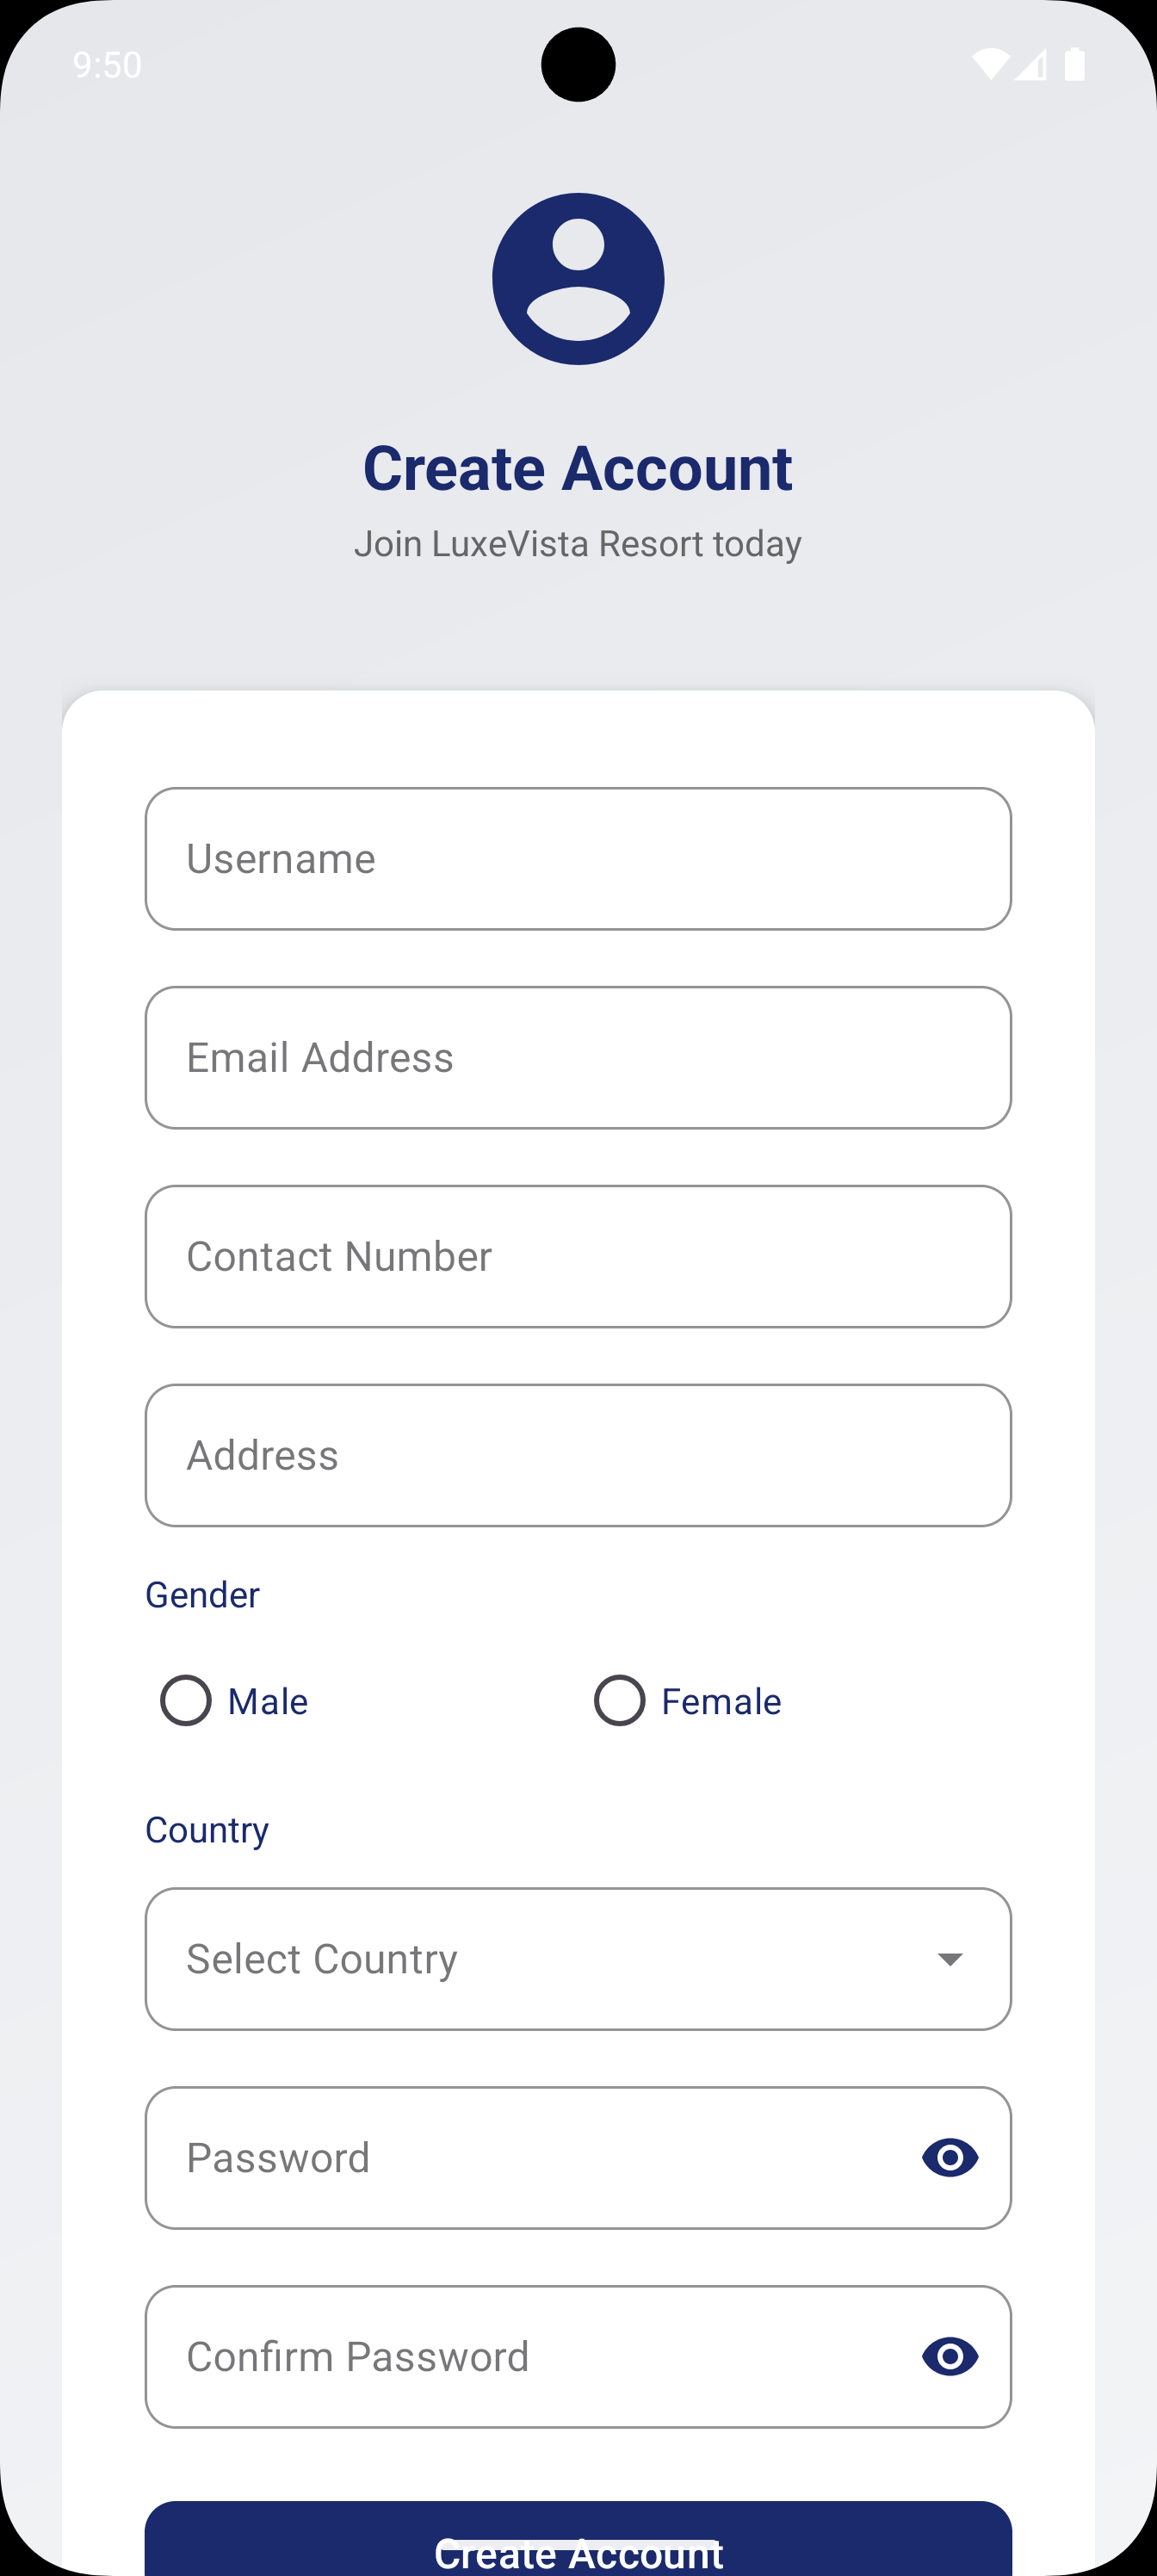 9:50
Create Account
Join LuxeVista Resort today
Username
Email Address
Contact Number
Address
Gender
Male Female
Country
Select Country
Password
Confirm Password
Create Account